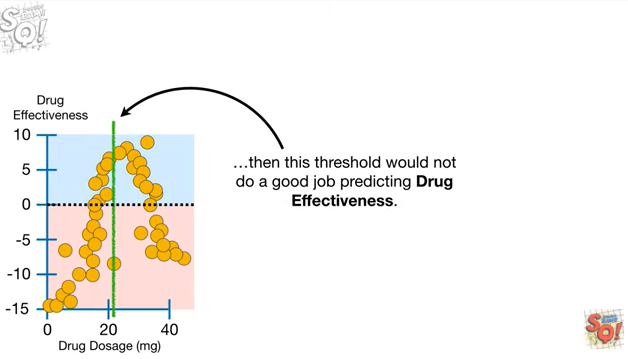 Drug
Effectiveness
10
5
0
-5
-10
-15
0
20
40
Drug Dosage (mg)
…then this threshold would not
do a good job predicting Drug
Effectiveness.
SQ!